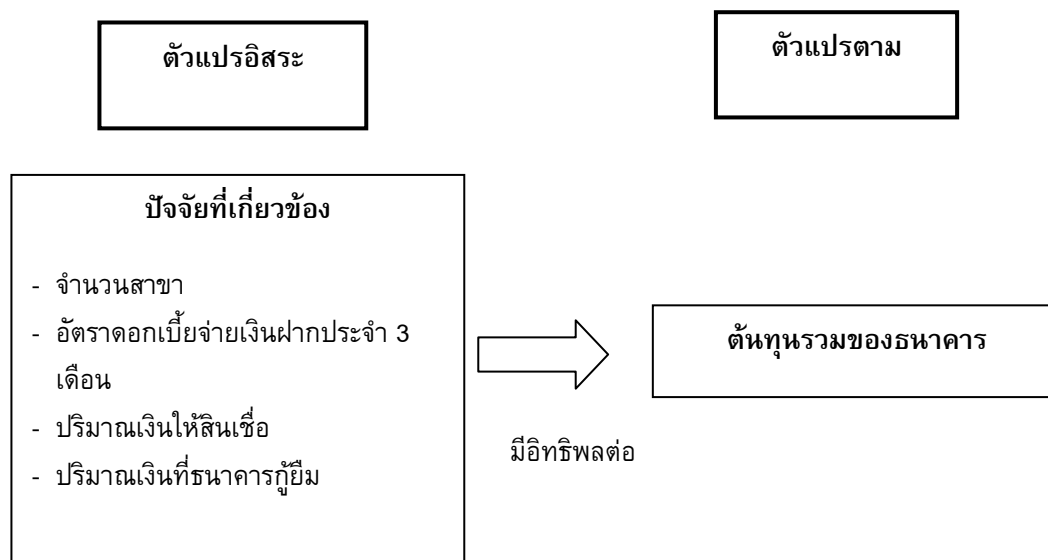 ตัวแปรอิสระ
ตัวแปรตาม
ปัจจัยที่เกี่ยวข้อง
- จำนวนสาขา
- อัตราดอกเบี้ยจ่ายเงินฝากประจำ 3
เดือน
- ปริมาณเงินให้สินเชื่อ
- ปริมาณเงินที่ธนาคารกู้ยืม
มีอิทธิพลต่อ
ต้นทุนรวมของธนาคาร